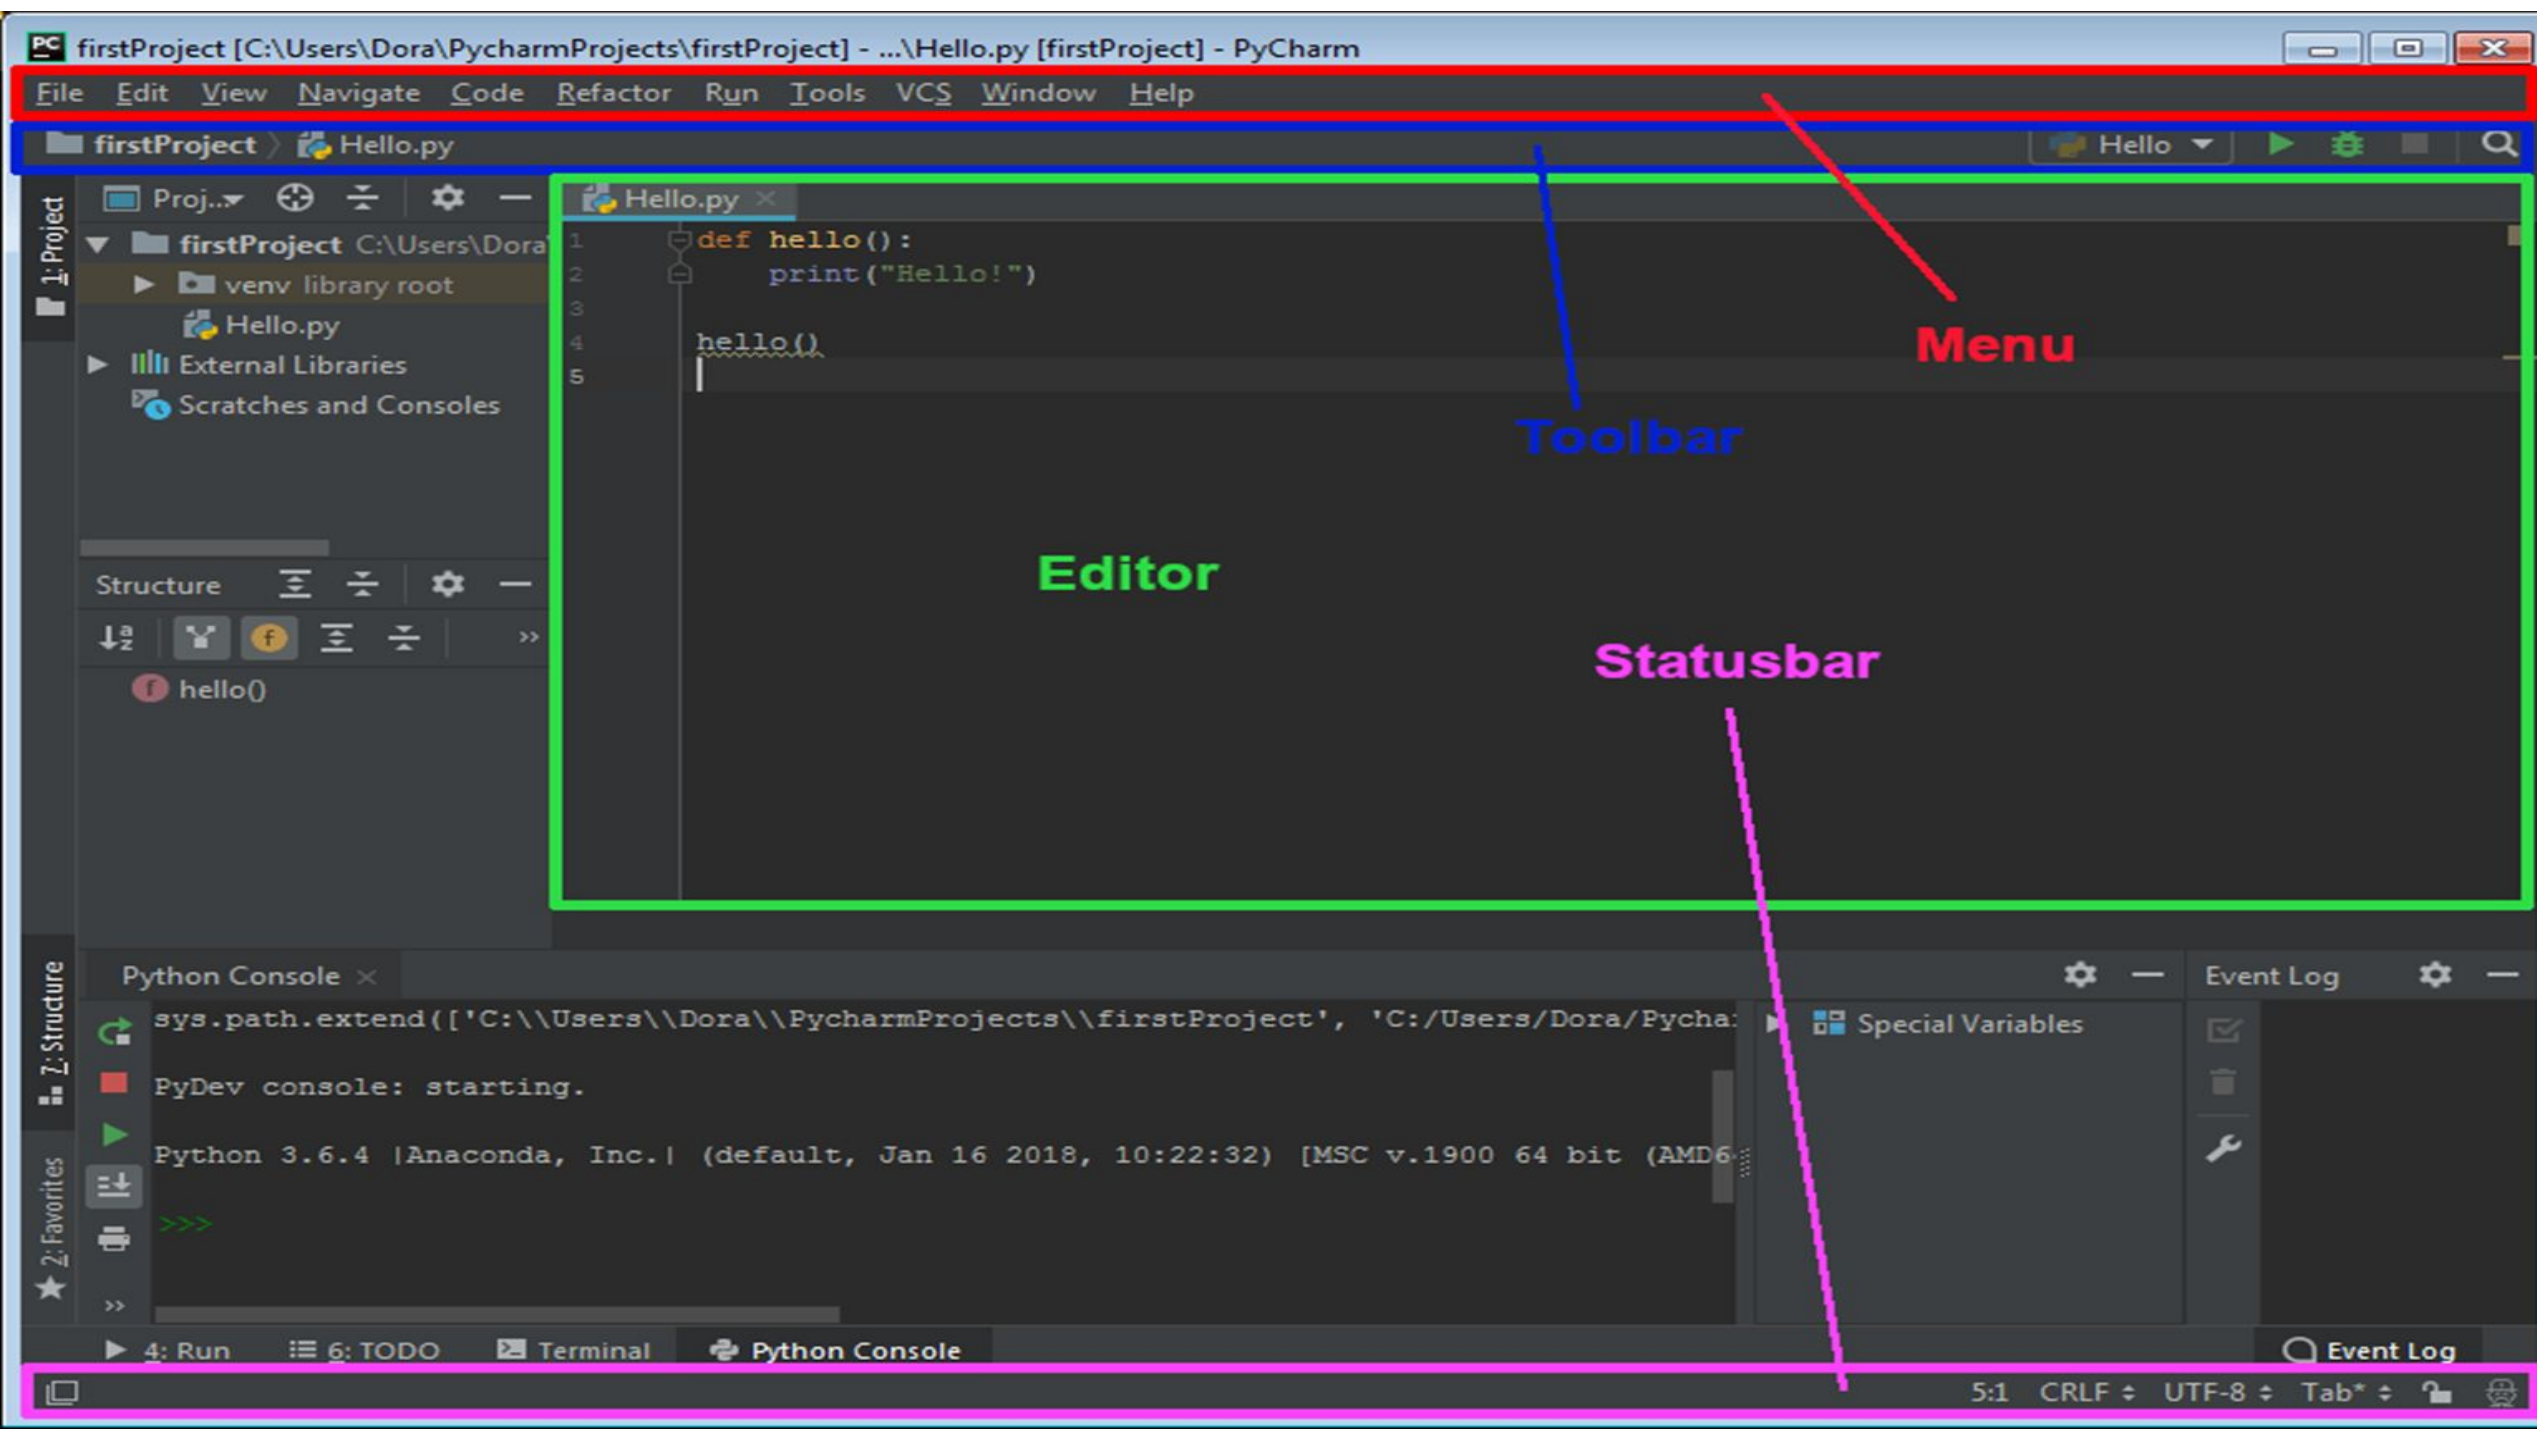 PC firstProject [C:\Users\Dora\PycharmProjects\firstProject] - ...\Hello.py [firstProject] - PyCharm
File Edit View Navigate Code Refactor Run Tools VCS Window Help
firstProject Hello.py Hello
1: Project
Proj...
firstProject C:\Users\Dora\
venv library root
Hello.py
External Libraries
Scratches and Consoles
Structure
hello()
Hello.py
1 def hello():
2 print("Hello!")
3
4 hello()
5
Menu
Toolbar
Editor
Statusbar
7: Structure
2: Favorites
Python Console
sys.path.extend(['C:\\Users\\Dora\\PycharmProjects\\firstProject', 'C:/Users/Dora/Pychar
PyDev console: starting.
Python 3.6.4 |Anaconda, Inc.| (default, Jan 16 2018, 10:22:32) [MSC v.1900 64 bit (AMD6
>>>
Special Variables
Event Log
4: Run 6: TODO Terminal Python Console Event Log
5:1 CRLF UTF-8 Tab*